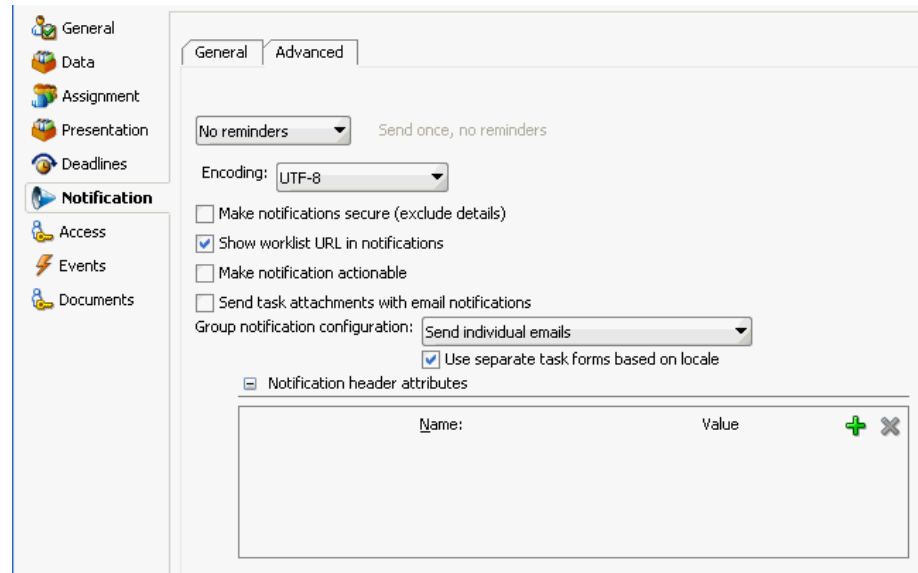 General
Data
Assignment
Presentation
Deadlines
Notification
Access
Events
Documents
General Advanced
No reminders Send once, no reminders
Encoding: UTF-8
Make notifications secure (exclude details)
Show worklist URL in notifications
Make notification actionable
Send task attachments with email notifications
Group notification configuration: Send individual emails
Use separate task forms based on locale
Notification header attributes
Name: Value